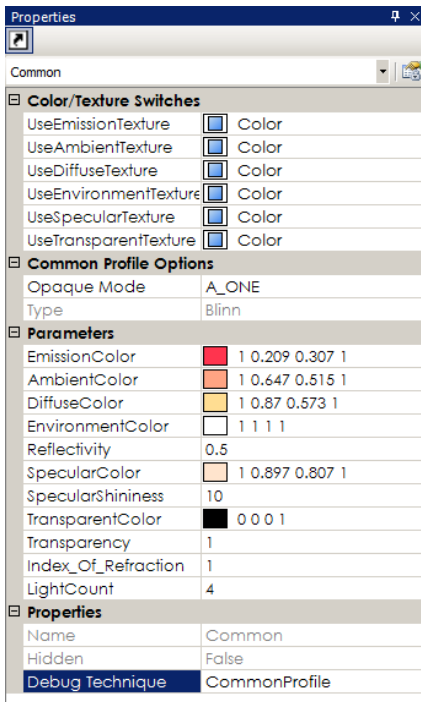 Properties
Common
Color/Texture Switches
UseEmissionTexture Color
UseAmbientTexture Color
UseDiffuseTexture Color
UseEnvironmentTexture Color
UseSpecularTexture Color
UseTransparentTexture Color
Common Profile Options
Opaque Mode A_ONE
Type Blinn
Parameters
EmissionColor 1 0.209 0.307 1
AmbientColor 1 0.647 0.515 1
DiffuseColor 1 0.87 0.573 1
EnvironmentColor 1 1 1 1
Reflectivity 0.5
SpecularColor 1 0.897 0.807 1
SpecularShininess 10
TransparentColor 0 0 0 1
Transparency 1
Index_Of_Refraction 1
LightCount 4
Properties
Name Common
Hidden False
Debug Technique CommonProfile